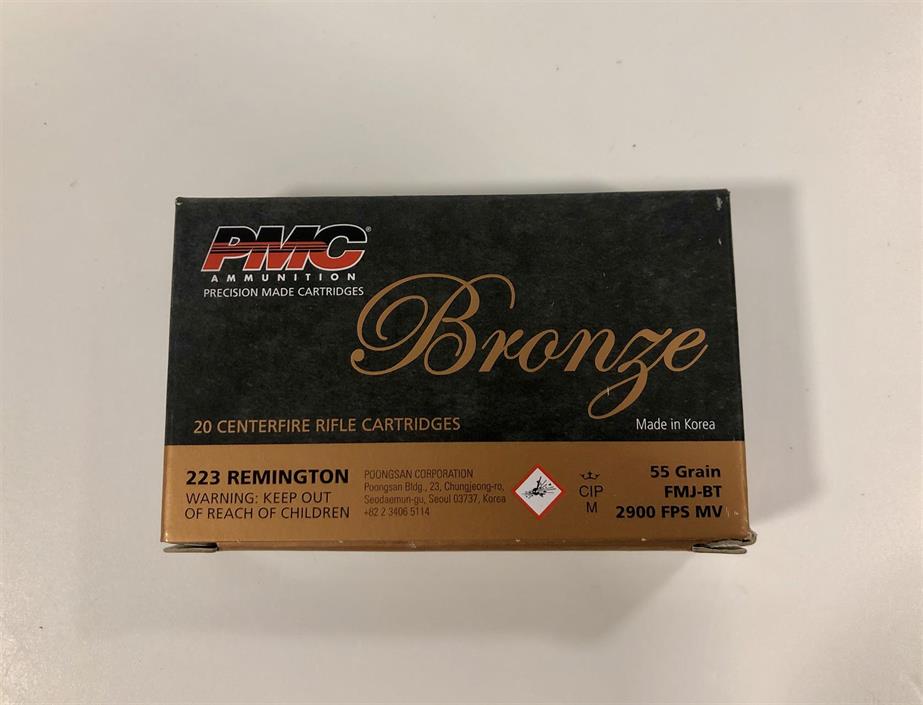 PMC®
AMMUNITION
PRECISION MADE CARTRIDGES
Bronze
20 CENTERFIRE RIFLE CARTRIDGES
Made in Korea
223 REMINGTON
WARNING: KEEP OUT
OF REACH OF CHILDREN
POONGSAN CORPORATION
Poongsan Bldg., 23, Chungjeong-ro,
Seodaemun-gu, Seoul 03737, Korea
+82 2 3406 5114
CIP
M
55 Grain
FMJ-BT
2900 FPS MV